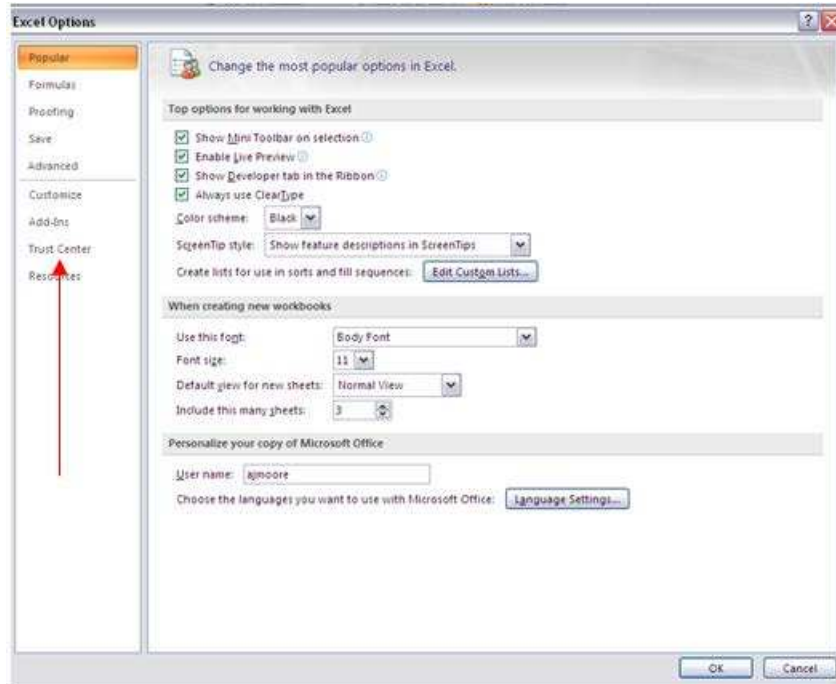 Excel Options
Popular
Formulas
Proofing
Save
Advanced
Customize
Add-Ins
Trust Center
Resources
Change the most popular options in Excel.
Top options for working with Excel
Show Mini Toolbar on selection
Enable Live Preview
Show Developer tab in the Ribbon
Always use ClearType
Color scheme: Black
ScreenTip style: Show feature descriptions in ScreenTips
Create lists for use in sorts and fill sequences: Edit Custom Lists...
When creating new workbooks
Use this font: Body Font
Font size: 11
Default view for new sheets: Normal View
Include this many sheets: 3
Personalize your copy of Microsoft Office
User name: ajmoore
Choose the languages you want to use with Microsoft Office: Language Settings...
OK Cancel